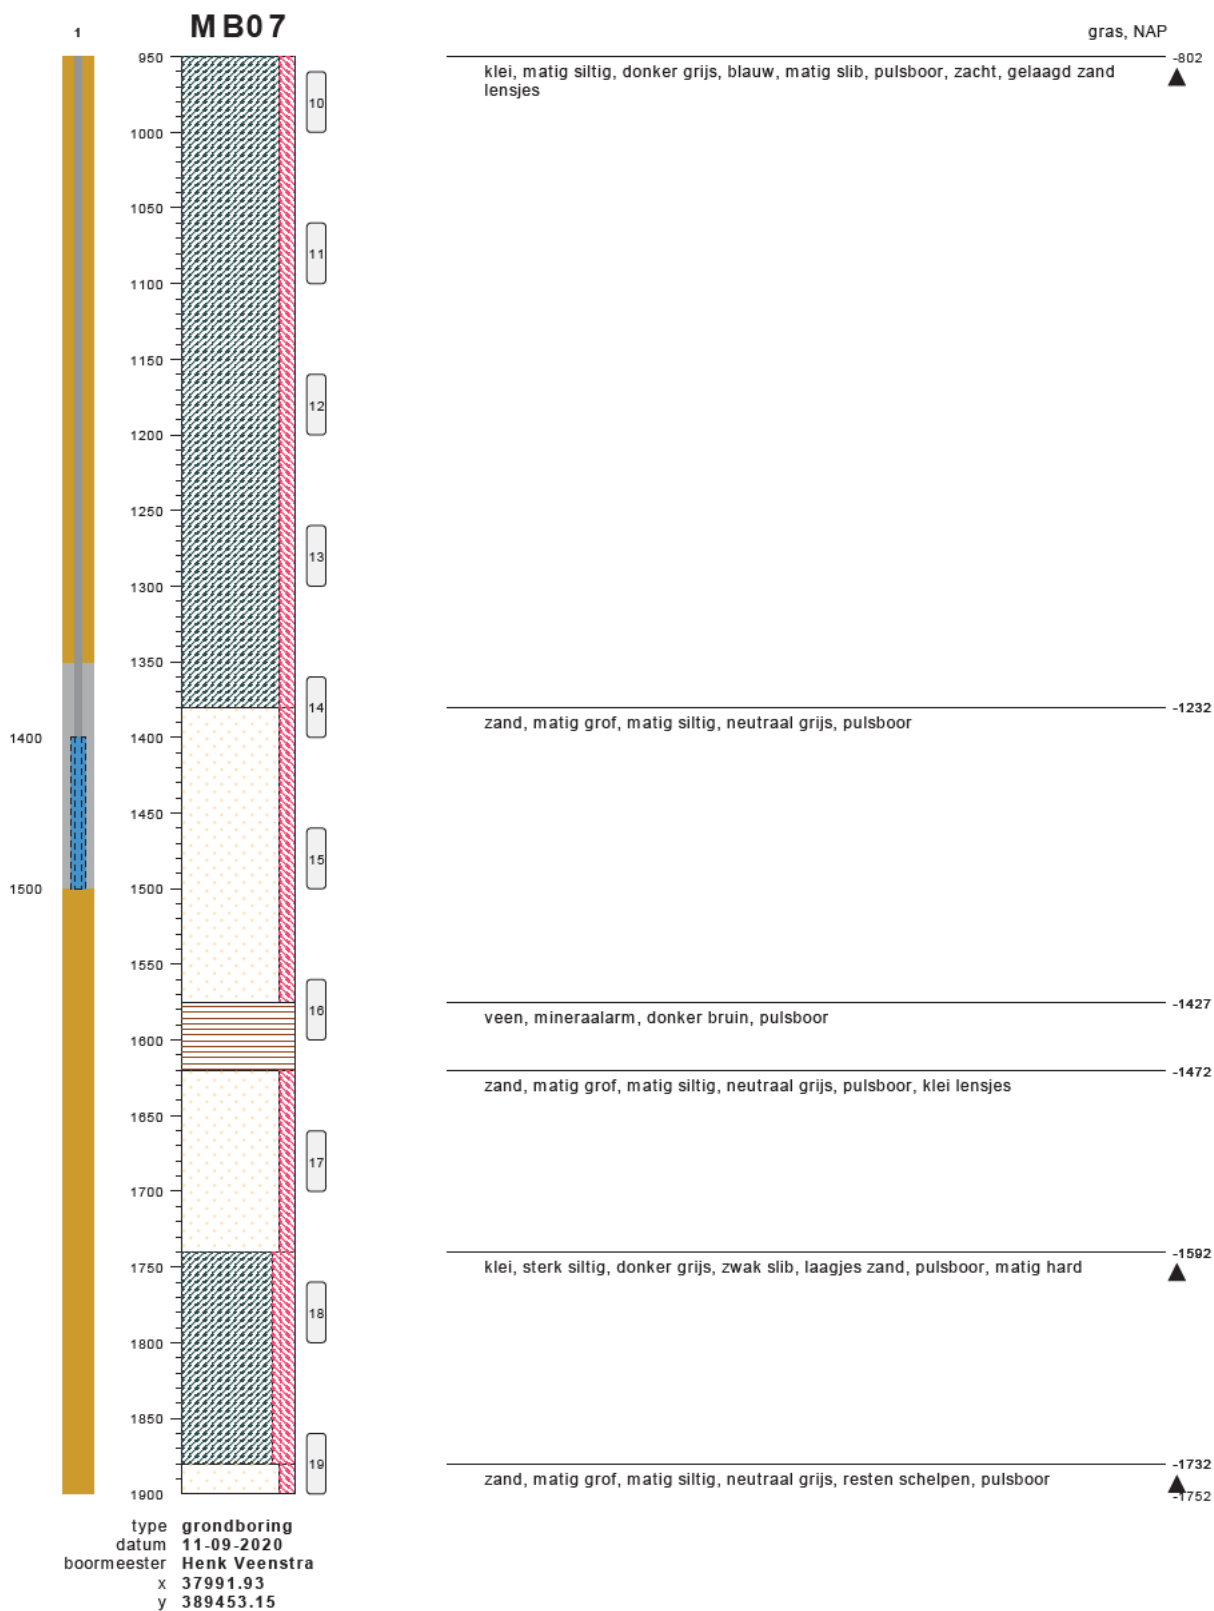 1
MB07
gras, NAP
950
-802
klei, matig siltig, donker grijs, blauw, matig slib, pulsboor, zacht, gelaagd zand
lensjes
10
1000
1050
11
1100
1150
12
1200
1250
13
1300
1350
14
-1232
zand, matig grof, matig siltig, neutraal grijs, pulsboor
1400
1400
1450
15
1500
1500
1550
16
-1427
veen, mineraalarm, donker bruin, pulsboor
1600
-1472
zand, matig grof, matig siltig, neutraal grijs, pulsboor, klei lensjes
1650
17
1700
-1592
1750
klei, sterk siltig, donker grijs, zwak slib, laagjes zand, pulsboor, matig hard
18
1800
1850
19
-1732
zand, matig grof, matig siltig, neutraal grijs, resten schelpen, pulsboor
1900
-1752
type grondboring
datum 11-09-2020
boormeester Henk Veenstra
x 37991.93
y 389453.15